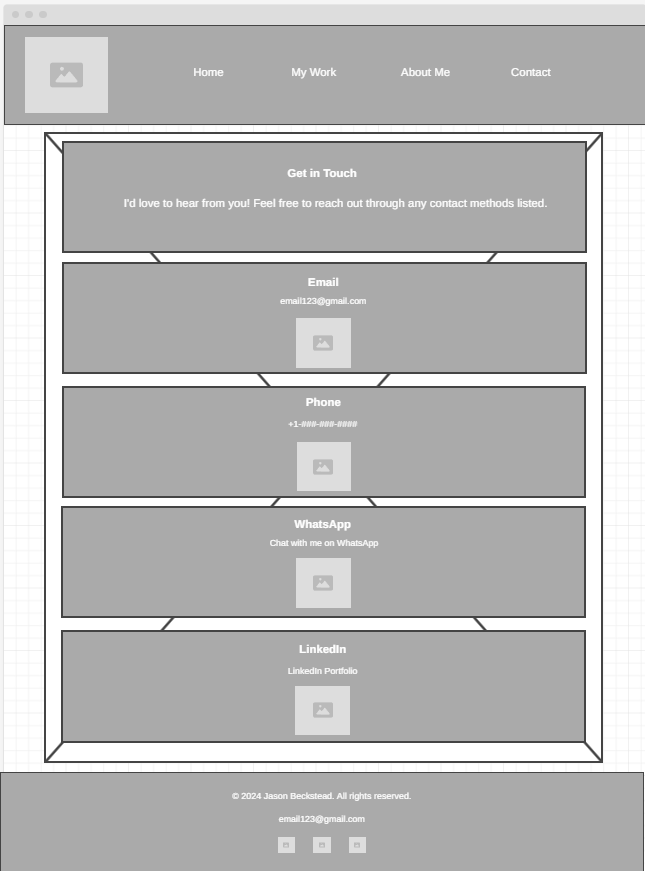 Home
My Work
About Me
Contact
Get in Touch
I'd love to hear from you! Feel free to reach out through any contact methods listed.
Email
email123@gmail.com
Phone
+1-###-###-####
WhatsApp
Chat with me on WhatsApp
LinkedIn
LinkedIn Portfolio
© 2024 Jason Beckstead. All rights reserved.
email123@gmail.com